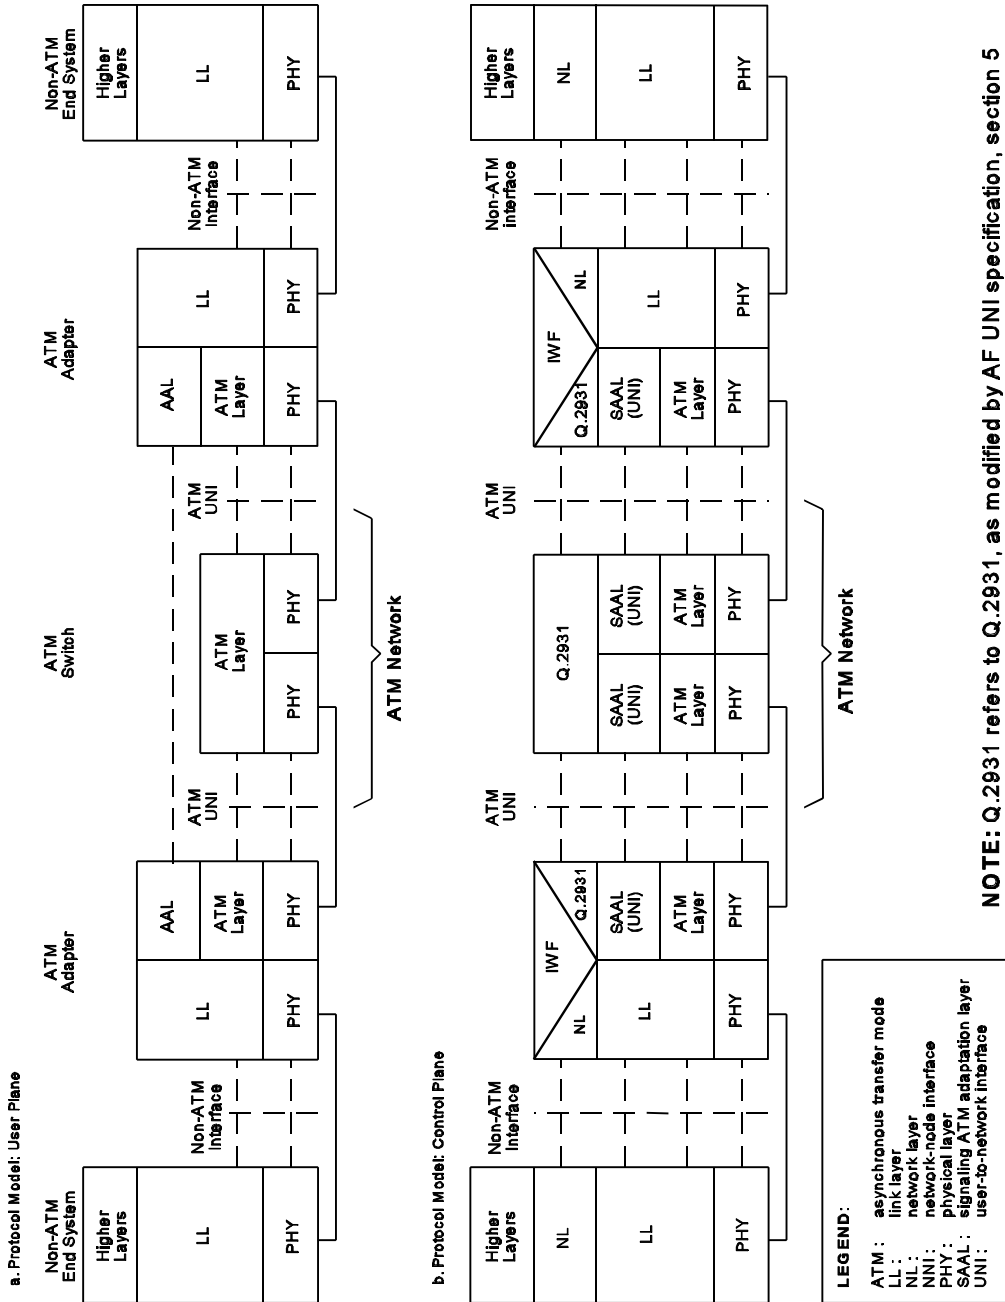 a. Protocol Model: User Plane
Non-ATM
End System
ATM
Adapter
ATM
Switch
ATM
Adapter
Non-ATM
End System
Higher
Layers
LL
PHY
Non-ATM
Interface
LL
PHY
AAL
ATM
Layer
PHY
ATM
UNI
ATM
Layer
PHY
PHY
ATM
UNI
AAL
ATM
Layer
PHY
LL
PHY
Non-ATM
Interface
Higher
Layers
LL
PHY
ATM Network
b. Protocol Model: Control Plane
Higher
Layers
NL
LL
PHY
Non-ATM
Interface
IWF
NL
Q.2931
LL
PHY
SAAL
(UNI)
ATM
Layer
PHY
ATM
UNI
Q.2931
SAAL
(UNI)
SAAL
(UNI)
ATM
Layer
ATM
Layer
PHY
PHY
ATM
UNI
IWF
Q.2931
NL
SAAL
(UNI)
ATM
Layer
PHY
LL
PHY
Non-ATM
interface
Higher
Layers
NL
LL
PHY
ATM Network
LEGEND:
ATM : asynchronous transfer mode
LL : link layer
NL : network layer
NNI : network-node interface
PHY : physical layer
SAAL : signaling ATM adaptation layer
UNI : user-to-network interface
NOTE: Q.2931 refers to Q.2931, as modified by AF UNI specification, section 5